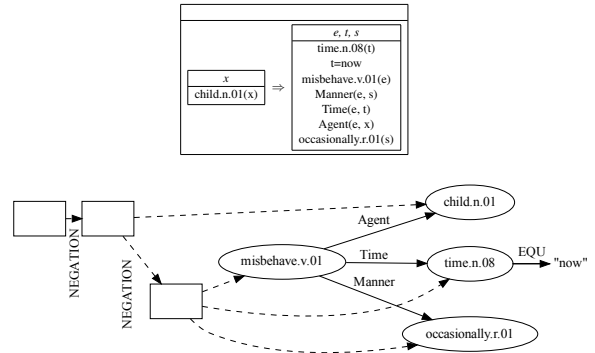 e, t, s
time.n.08(t)
t=now
x
misbehave.v.01(e)
child.n.01(x)
⇒
Manner(e, s)
Time(e, t)
Agent(e, x)
occasionally.r.01(s)
child.n.01
Agent
NEGATION
misbehave.v.01
Time
time.n.08
EQU
"now"
Manner
NEGATION
occasionally.r.01